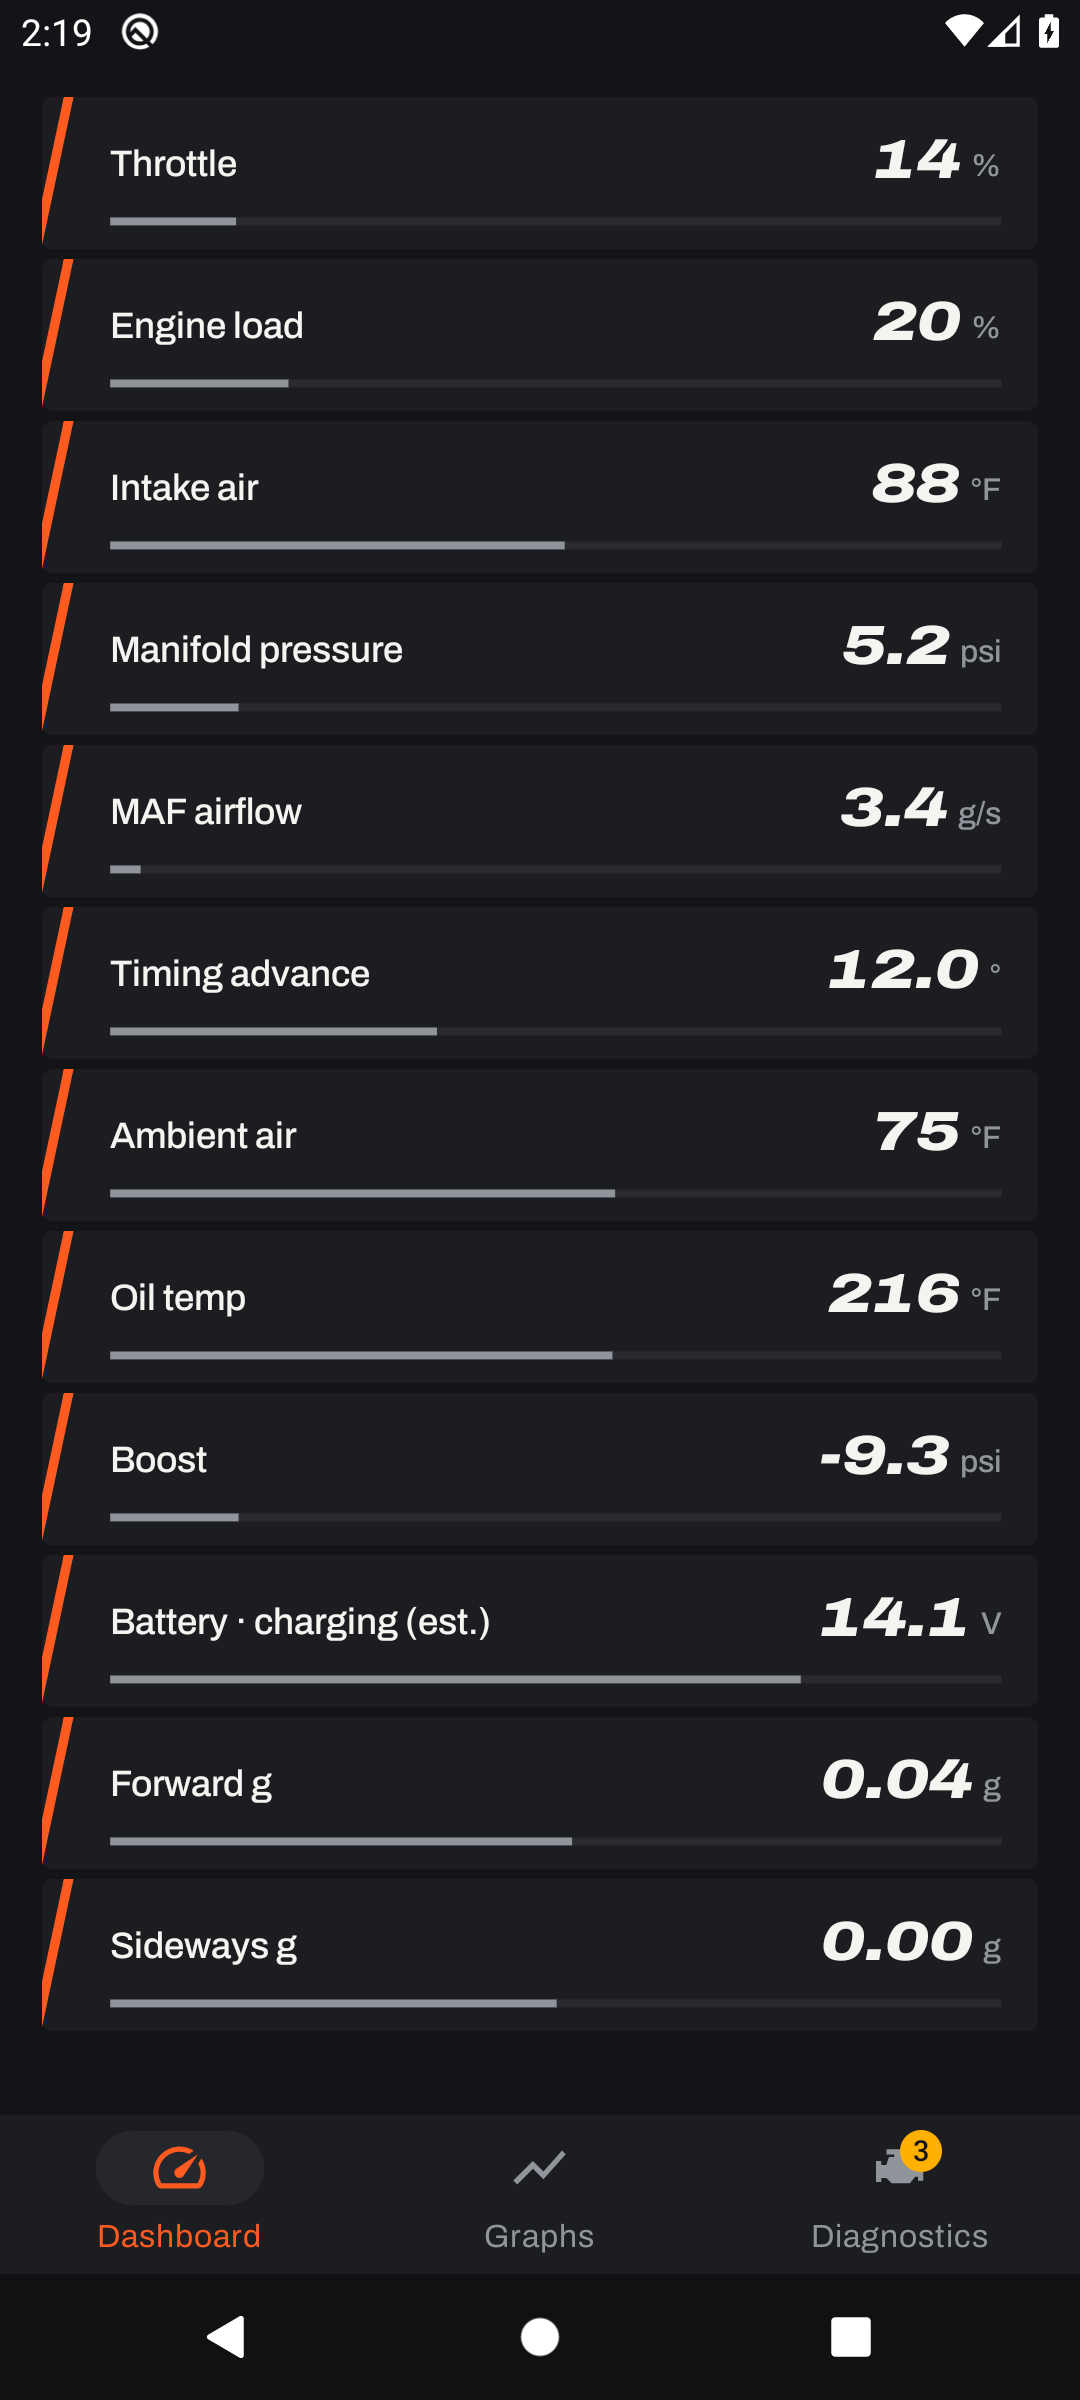 2:19
Throttle 14 %
Engine load 20 %
Intake air 88 °F
Manifold pressure 5.2 psi
MAF airflow 3.4 g/s
Timing advance 12.0 °
Ambient air 75 °F
Oil temp 216 °F
Boost -9.3 psi
Battery · charging (est.) 14.1 V
Forward g 0.04 g
Sideways g 0.00 g
3
Dashboard Graphs Diagnostics